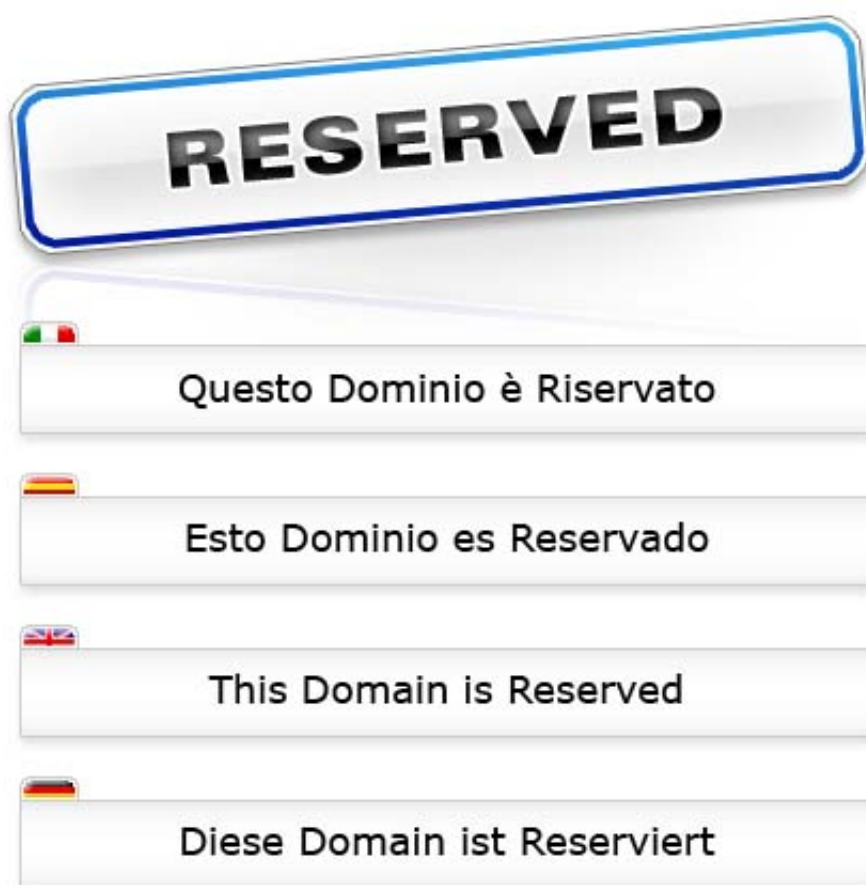 RESERVED
Questo Dominio è Riservato
Esto Dominio es Reservado
This Domain is Reserved
Diese Domain ist Reserviert